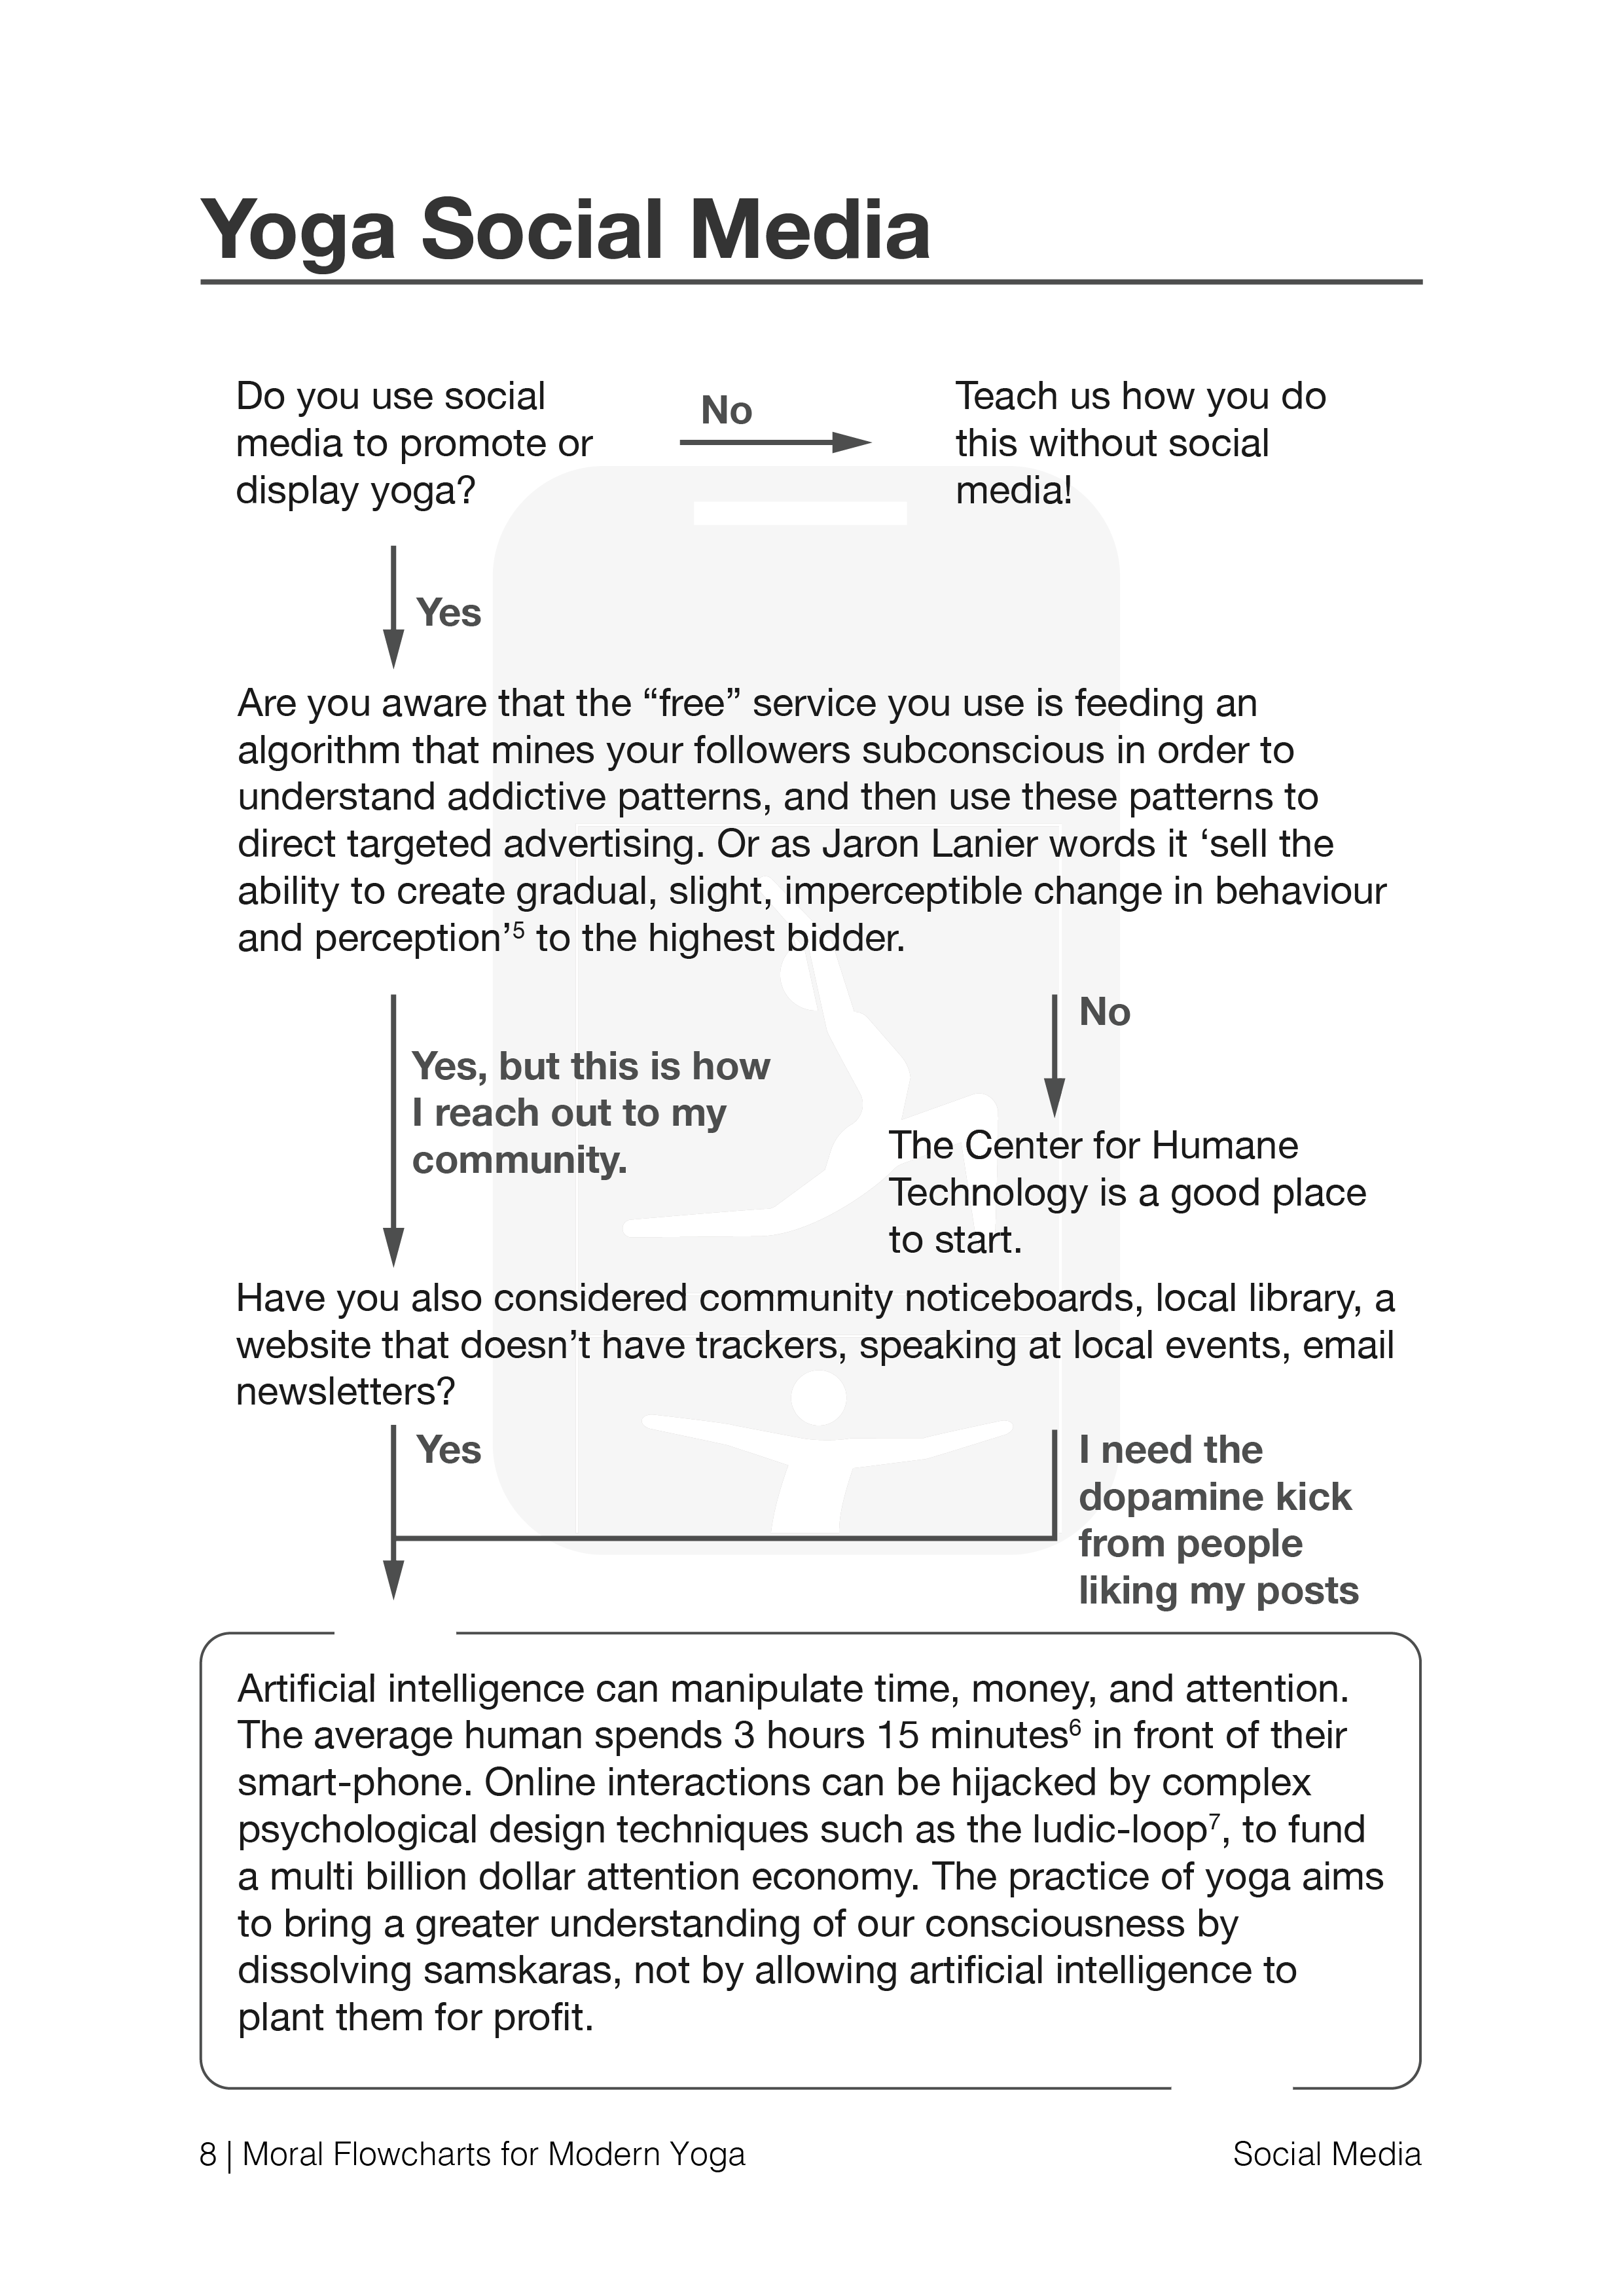 Yoga Social Media
Do you use social
media to promote or
display yoga?
No
Teach us how you do
this without social
media!
Yes
Are you aware that the “free” service you use is feeding an
algorithm that mines your followers subconscious in order to
understand addictive patterns, and then use these patterns to
direct targeted advertising. Or as Jaron Lanier words it ‘sell the
ability to create gradual, slight, imperceptible change in behaviour
and perception’⁵ to the highest bidder.
Yes, but this is how
I reach out to my
community.
No
The Center for Humane
Technology is a good place
to start.
Have you also considered community noticeboards, local library, a
website that doesn’t have trackers, speaking at local events, email
newsletters?
Yes
I need the
dopamine kick
from people
liking my posts
Artificial intelligence can manipulate time, money, and attention.
The average human spends 3 hours 15 minutes⁶ in front of their
smart-phone. Online interactions can be hijacked by complex
psychological design techniques such as the ludic-loop⁷, to fund
a multi billion dollar attention economy. The practice of yoga aims
to bring a greater understanding of our consciousness by
dissolving samskaras, not by allowing artificial intelligence to
plant them for profit.
8 | Moral Flowcharts for Modern Yoga
Social Media